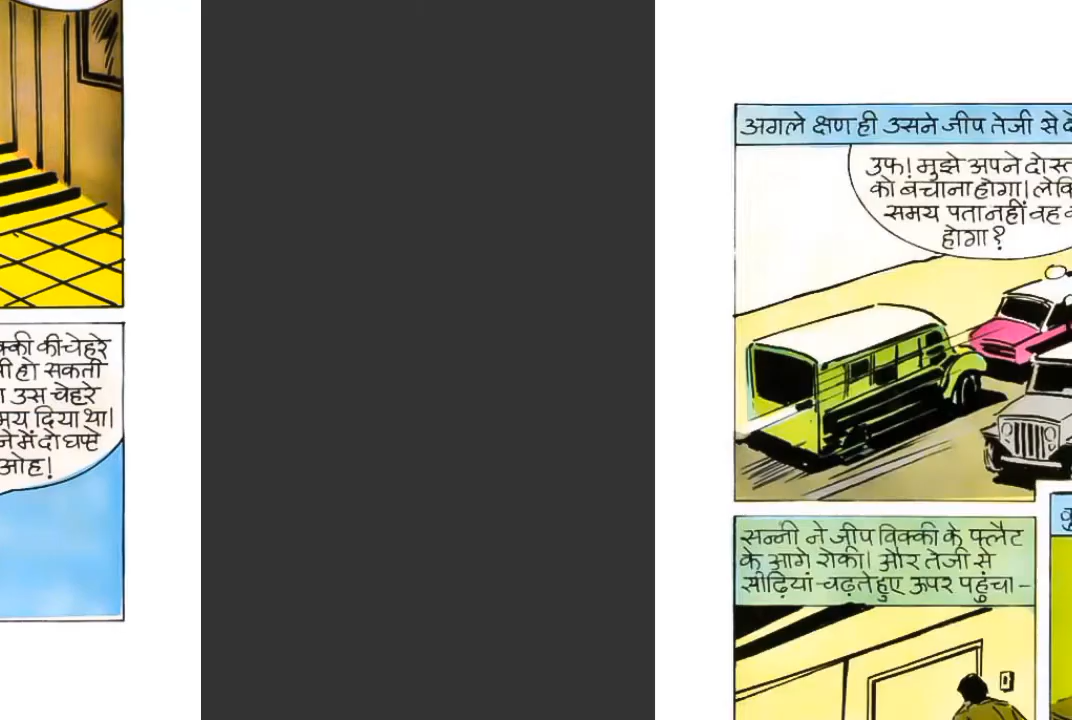 की चेहरे
हो सकती
उस चेहरे
दिया था।
में दो घण्टे
ओह!
अगले क्षण ही उसने जीप तेजी से
उफ! मुझे अपने दोस्त
को बचाना होगा। लेकि
समय पता नहीं वह
होगा?
सन्नी ने जीप विक्की के फ्लैट
के आगे रोकी। और तेजी से
सीढ़ियां चढ़ते हुए ऊपर पहुंचा-